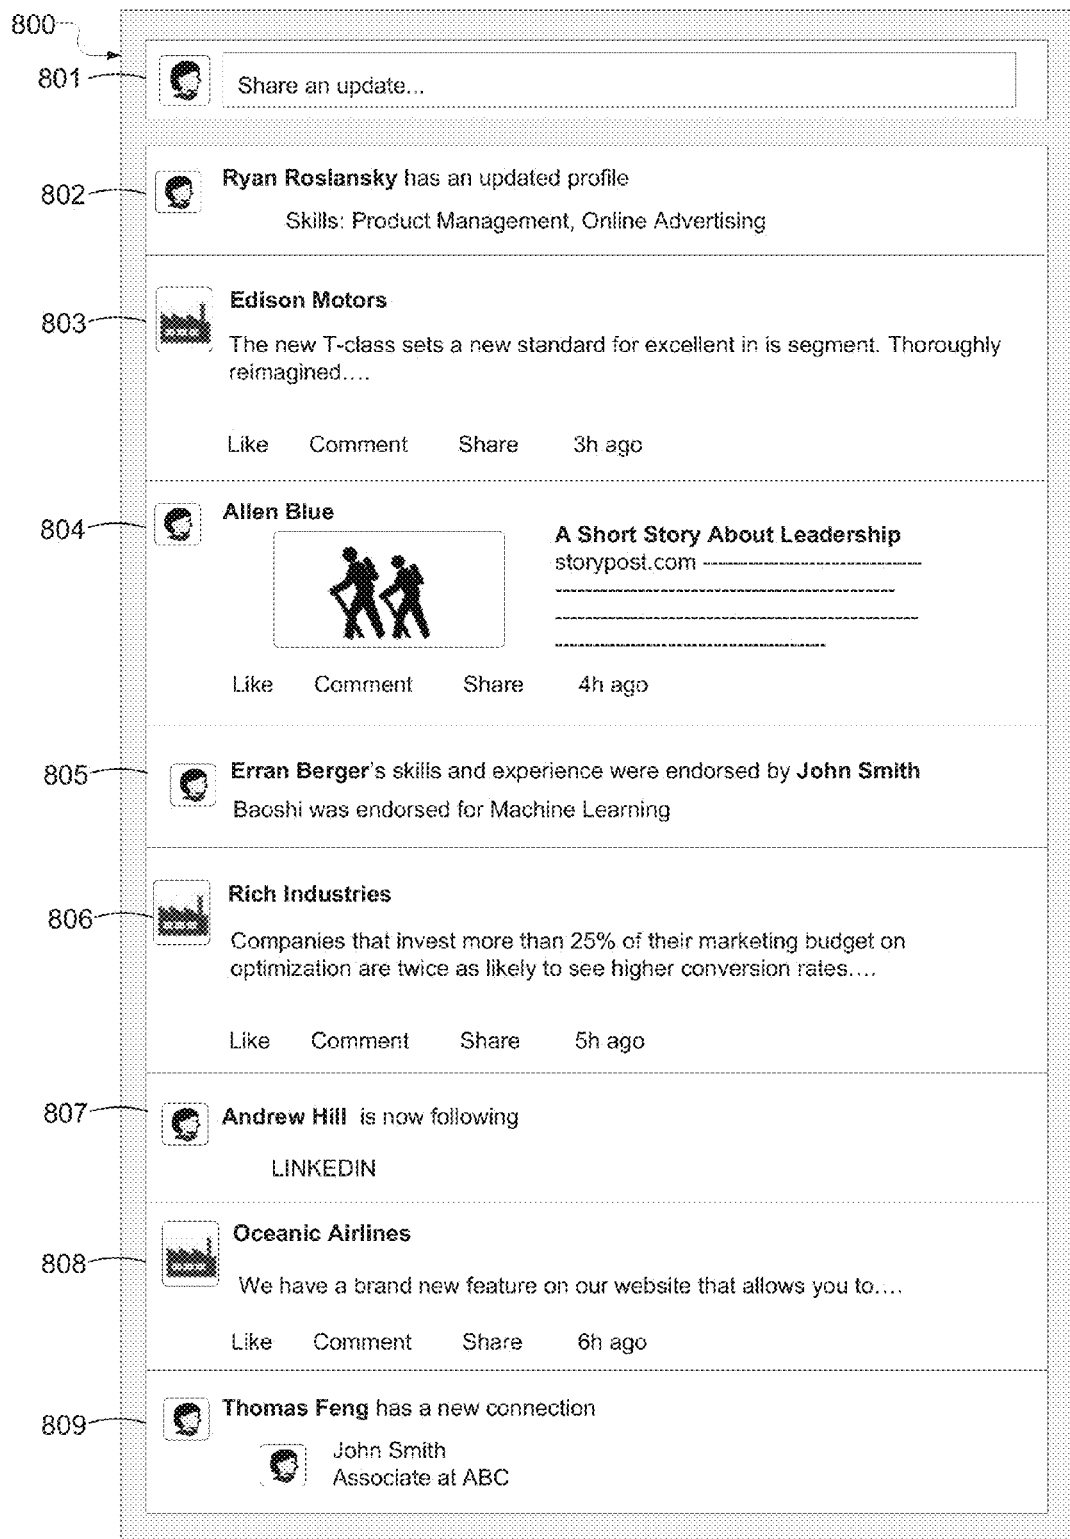 800
801
Share an update...
802
Ryan Roslansky has an updated profile
Skills: Product Management, Online Advertising
803
Edison Motors
The new T-class sets a new standard for excellent in is segment. Thoroughly
reimagined....
Like Comment Share 3h ago
804
Allen Blue
A Short Story About Leadership
storypost.com
Like Comment Share 4h ago
805
Erran Berger's skills and experience were endorsed by John Smith
Baoshi was endorsed for Machine Learning
806
Rich Industries
Companies that invest more than 25% of their marketing budget on
optimization are twice as likely to see higher conversion rates....
Like Comment Share 5h ago
807
Andrew Hill is now following
LINKEDIN
808
Oceanic Airlines
We have a brand new feature on our website that allows you to....
Like Comment Share 6h ago
809
Thomas Feng has a new connection
John Smith
Associate at ABC